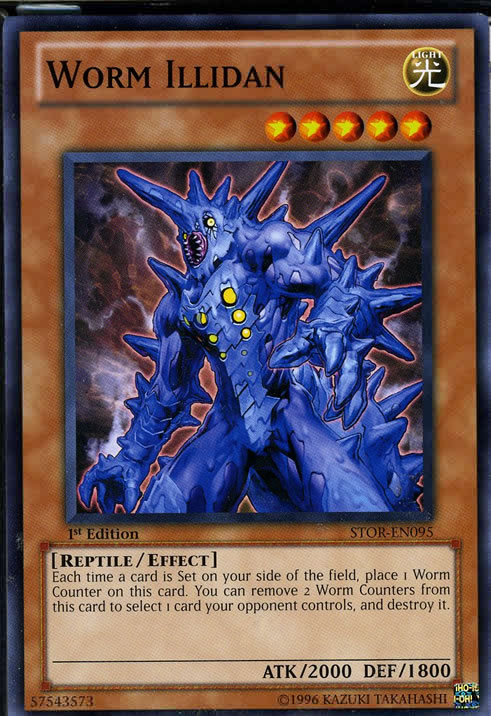 WORM ILLIDAN
LIGHT
光
1st Edition
STOR-EN095
[REPTILE/EFFECT]
Each time a card is Set on your side of the field, place 1 Worm
Counter on this card. You can remove 2 Worm Counters from
this card to select 1 card your opponent controls, and destroy it.
ATK/2000 DEF/1800
57543573
©1996 KAZUKI TAKAHASHI